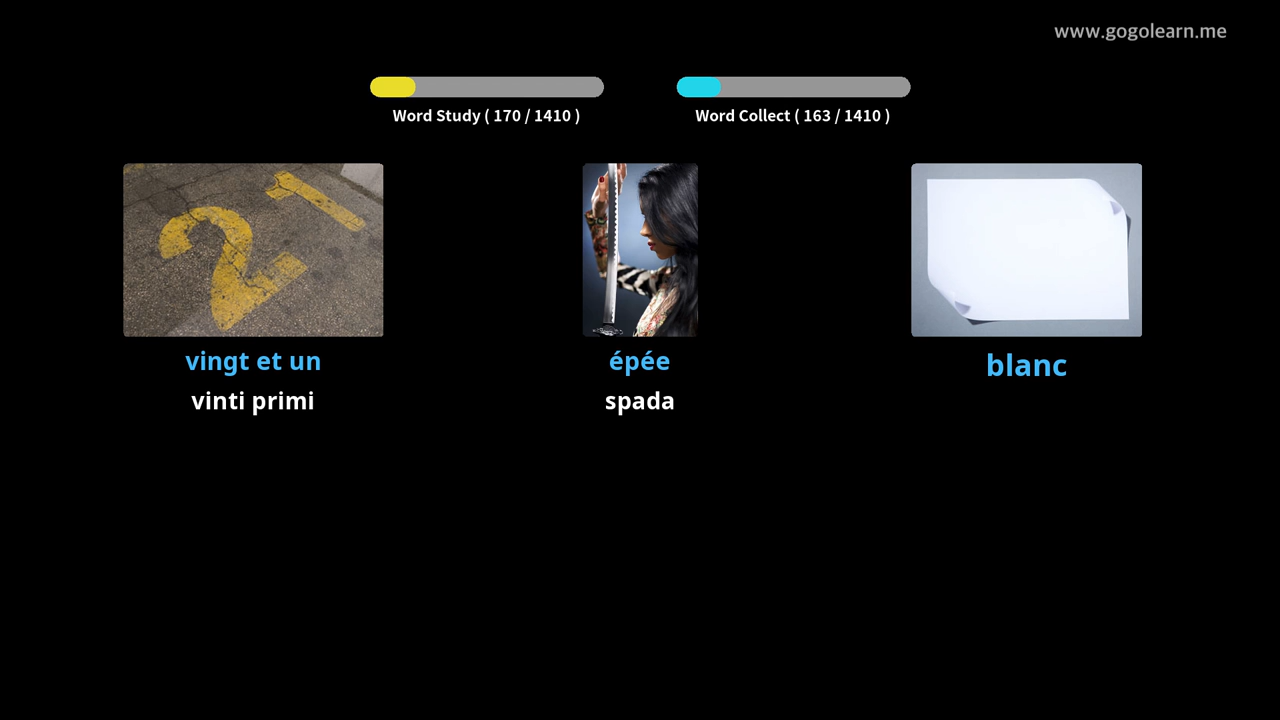 www.gogolearn.me
Word Study ( 170 / 1410 )
Word Collect ( 163 / 1410 )
21
vingt et un
vinti primi
épée
spada
blanc